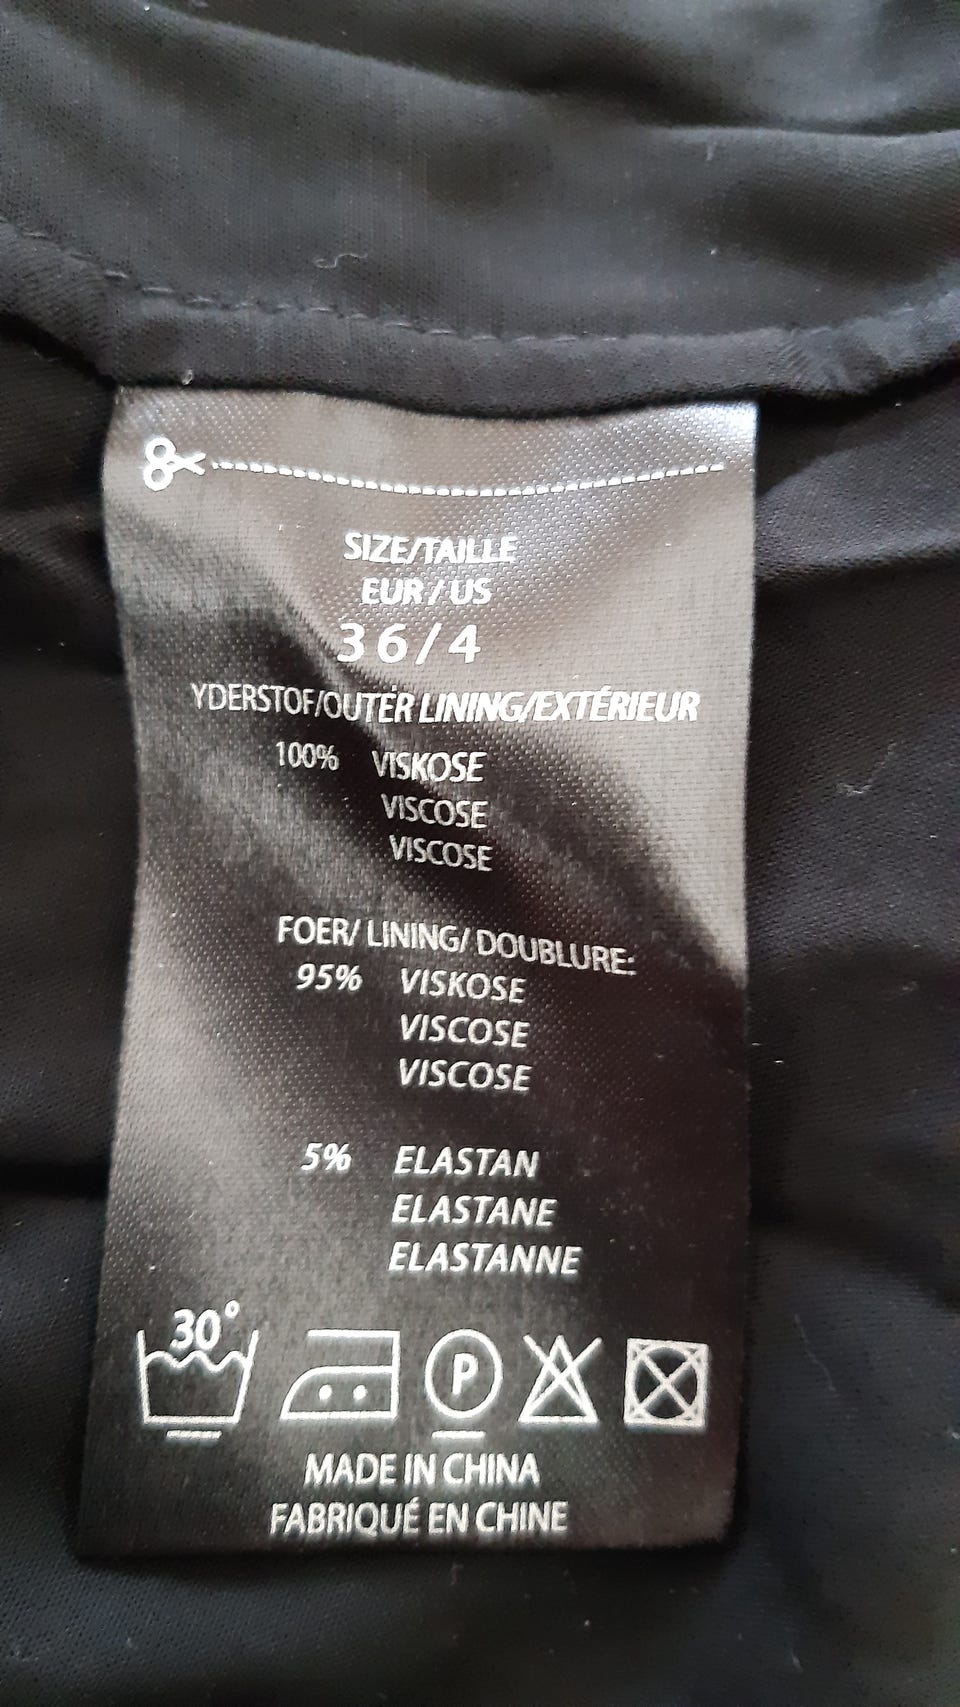 SIZE/TAILLE
EUR / US
36/4
YDERSTOF/OUTER LINING/EXTÉRIEUR
100% VISKOSE
VISCOSE
VISCOSE
FOER/ LINING/ DOUBLURE:
95% VISKOSE
VISCOSE
VISCOSE
5% ELASTAN
ELASTANE
ELASTANNE
30° P
MADE IN CHINA
FABRIQUÉ EN CHINE